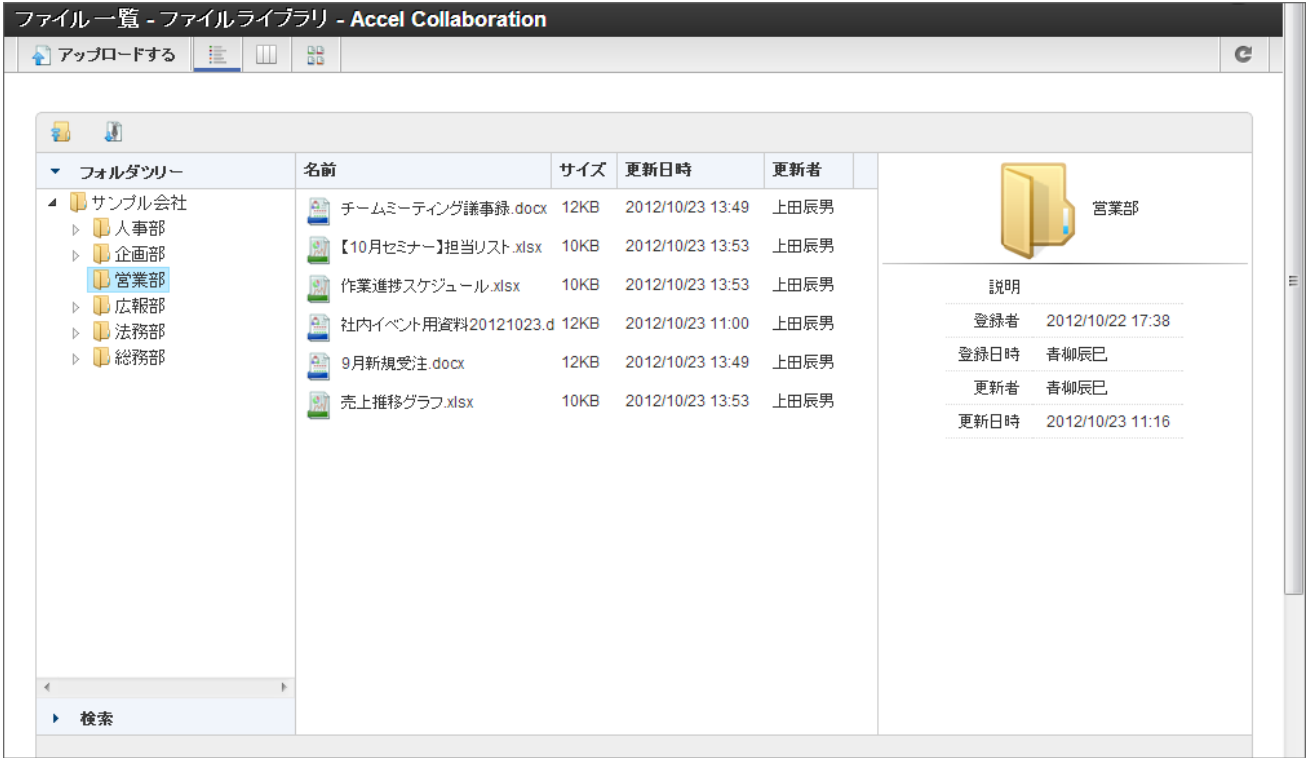 ファイル一覧 - ファイルライブラリ - Accel Collaboration
アップロードする
フォルダツリー
サンプル会社
人事部
企画部
営業部
広報部
法務部
総務部
検索
名前 サイズ 更新日時 更新者
チームミーティング議事録.docx 12KB 2012/10/23 13:49 上田辰男
【10月セミナー】担当リスト.xlsx 10KB 2012/10/23 13:53 上田辰男
作業進捗スケジュール.xlsx 10KB 2012/10/23 13:53 上田辰男
社内イベント用資料20121023.d 12KB 2012/10/23 11:00 上田辰男
9月新規受注.docx 12KB 2012/10/23 13:49 上田辰男
売上推移グラフ.xlsx 10KB 2012/10/23 13:53 上田辰男
営業部
説明
登録者 2012/10/22 17:38
登録日時 青柳辰巳
更新者 青柳辰巳
更新日時 2012/10/23 11:16